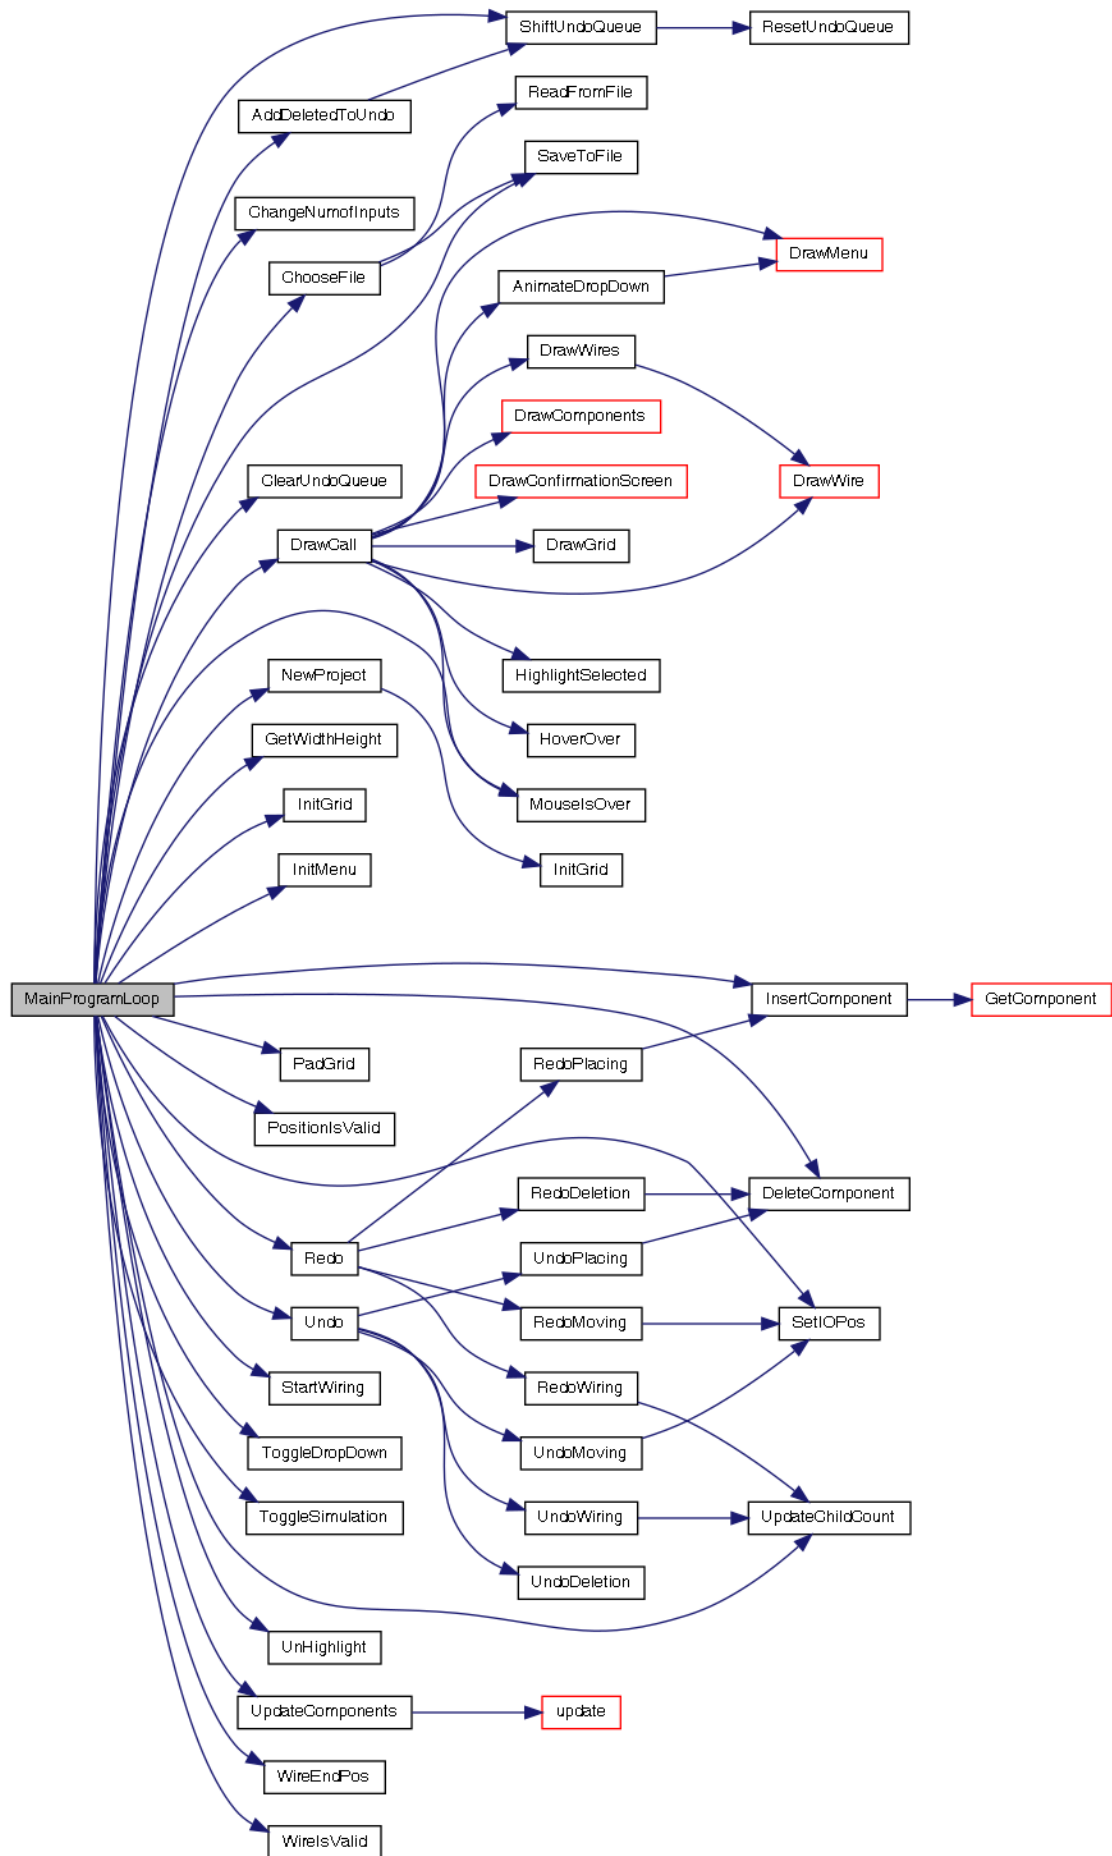 ShiftUndoQueue
ResetUndoQueue
ReadFromFile
AddDeletedToUndo
SaveToFile
ChangeNumofInputs
DrawMenu
ChooseFile
AnimateDropDown
DrawWires
DrawComponents
ClearUndoQueue
DrawConfirmationScreen
DrawWire
DrawCall
DrawGrid
NewProject
HighlightSelected
GetWidthHeight
HoverOver
InitGrid
MouseIsOver
InitMenu
InitGrid
MainProgramLoop
InsertComponent
GetComponent
PadGrid
RedoPlacing
PositionIsValid
RedoDeletion
DeleteComponent
Redo
UndoPlacing
Undo
RedoMoving
SetIOPos
StartWiring
RedoWiring
ToggleDropDown
UndoMoving
ToggleSimulation
UndoWiring
UpdateChildCount
UndoDeletion
UnHighlight
UpdateComponents
update
WireEndPos
WireIsValid